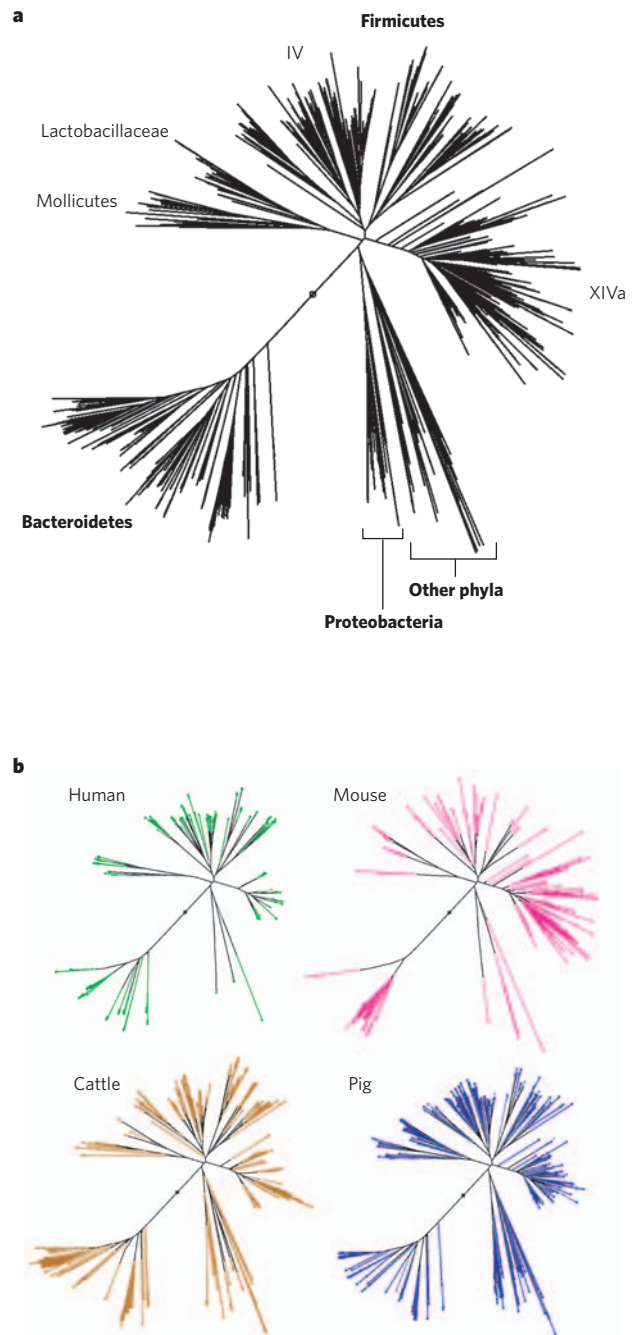 a
Firmicutes
IV
Lactobacillaceae
Mollicutes
XIVa
Bacteroidetes
Other phyla
Proteobacteria
b
Human
Mouse
Cattle
Pig